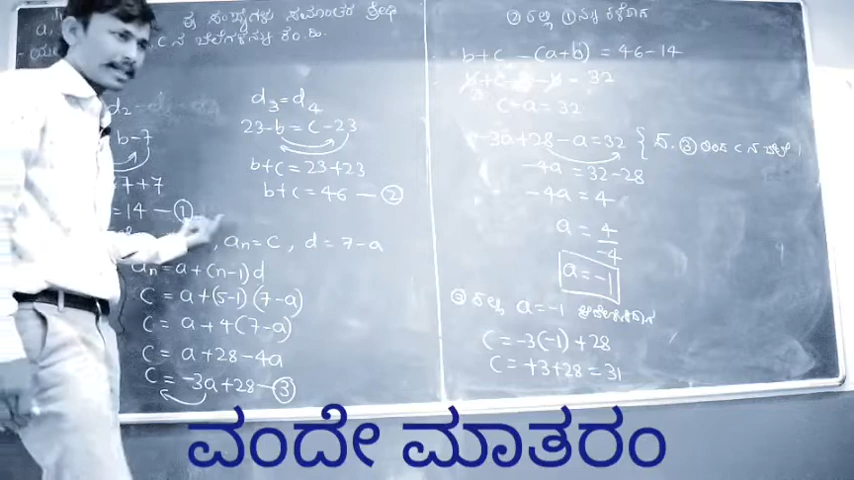 ಈ ಸಂಖ್ಯೆಗಳು ಸಮಾಂತರ ಶ್ರೇಢಿ
C ನ ಬೆಲೆಗಳನ್ನು ಕಂ. ಹಿ.
b-7
7+7
=14 — ①
d₃=d₄
23-b=c-23
b+c=23+23
b+c=46 — ②
, aₙ=c, d=7-a
aₙ=a+(n-1)d
c=a+(5-1)(7-a)
c=a+4(7-a)
c=a+28-4a
c=-3a+28 — ③
② ರಲ್ಲಿ ① ನ್ನು ಕಳೆದಾಗ
b+c-(a+b)=46-14
c-a=32
-3a+28-a=32 { ಸ. ③ ರಿಂದ c ನ ಬೆಲೆ
-4a=32-28
-4a=4
a=4/-4
a=-1
③ ರಲ್ಲಿ a=-1
c=-3(-1)+28
c=+3+28=31
ವಂದೇ ಮಾತರಂ